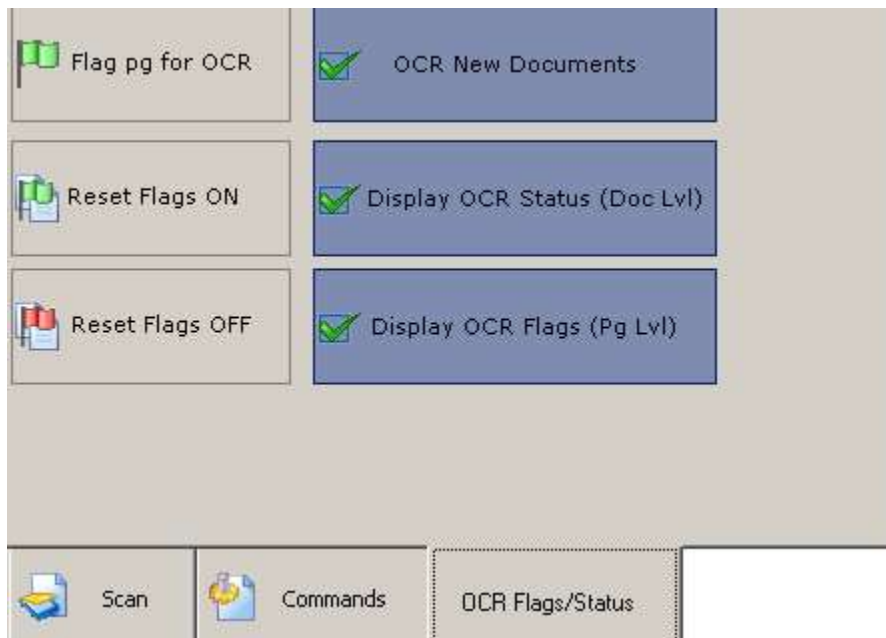 Flag pg for OCR
OCR New Documents
Reset Flags ON
Display OCR Status (Doc Lvl)
Reset Flags OFF
Display OCR Flags (Pg Lvl)
Scan
Commands
OCR Flags/Status